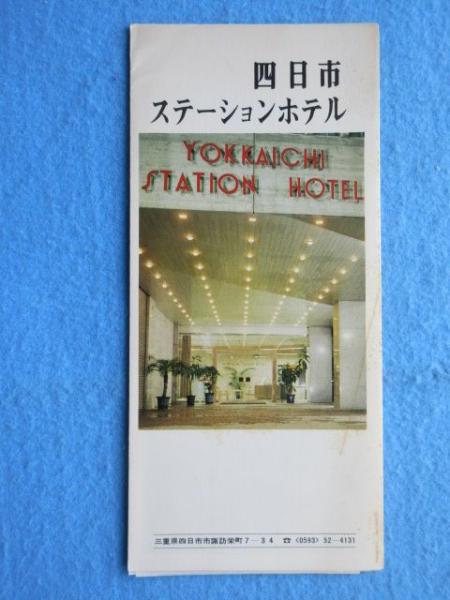 四日市
ステーションホテル
YOKKAICHI
STATION HOTEL
三重県四日市市諏訪栄町7－34 ☎ <0593> 52－4131